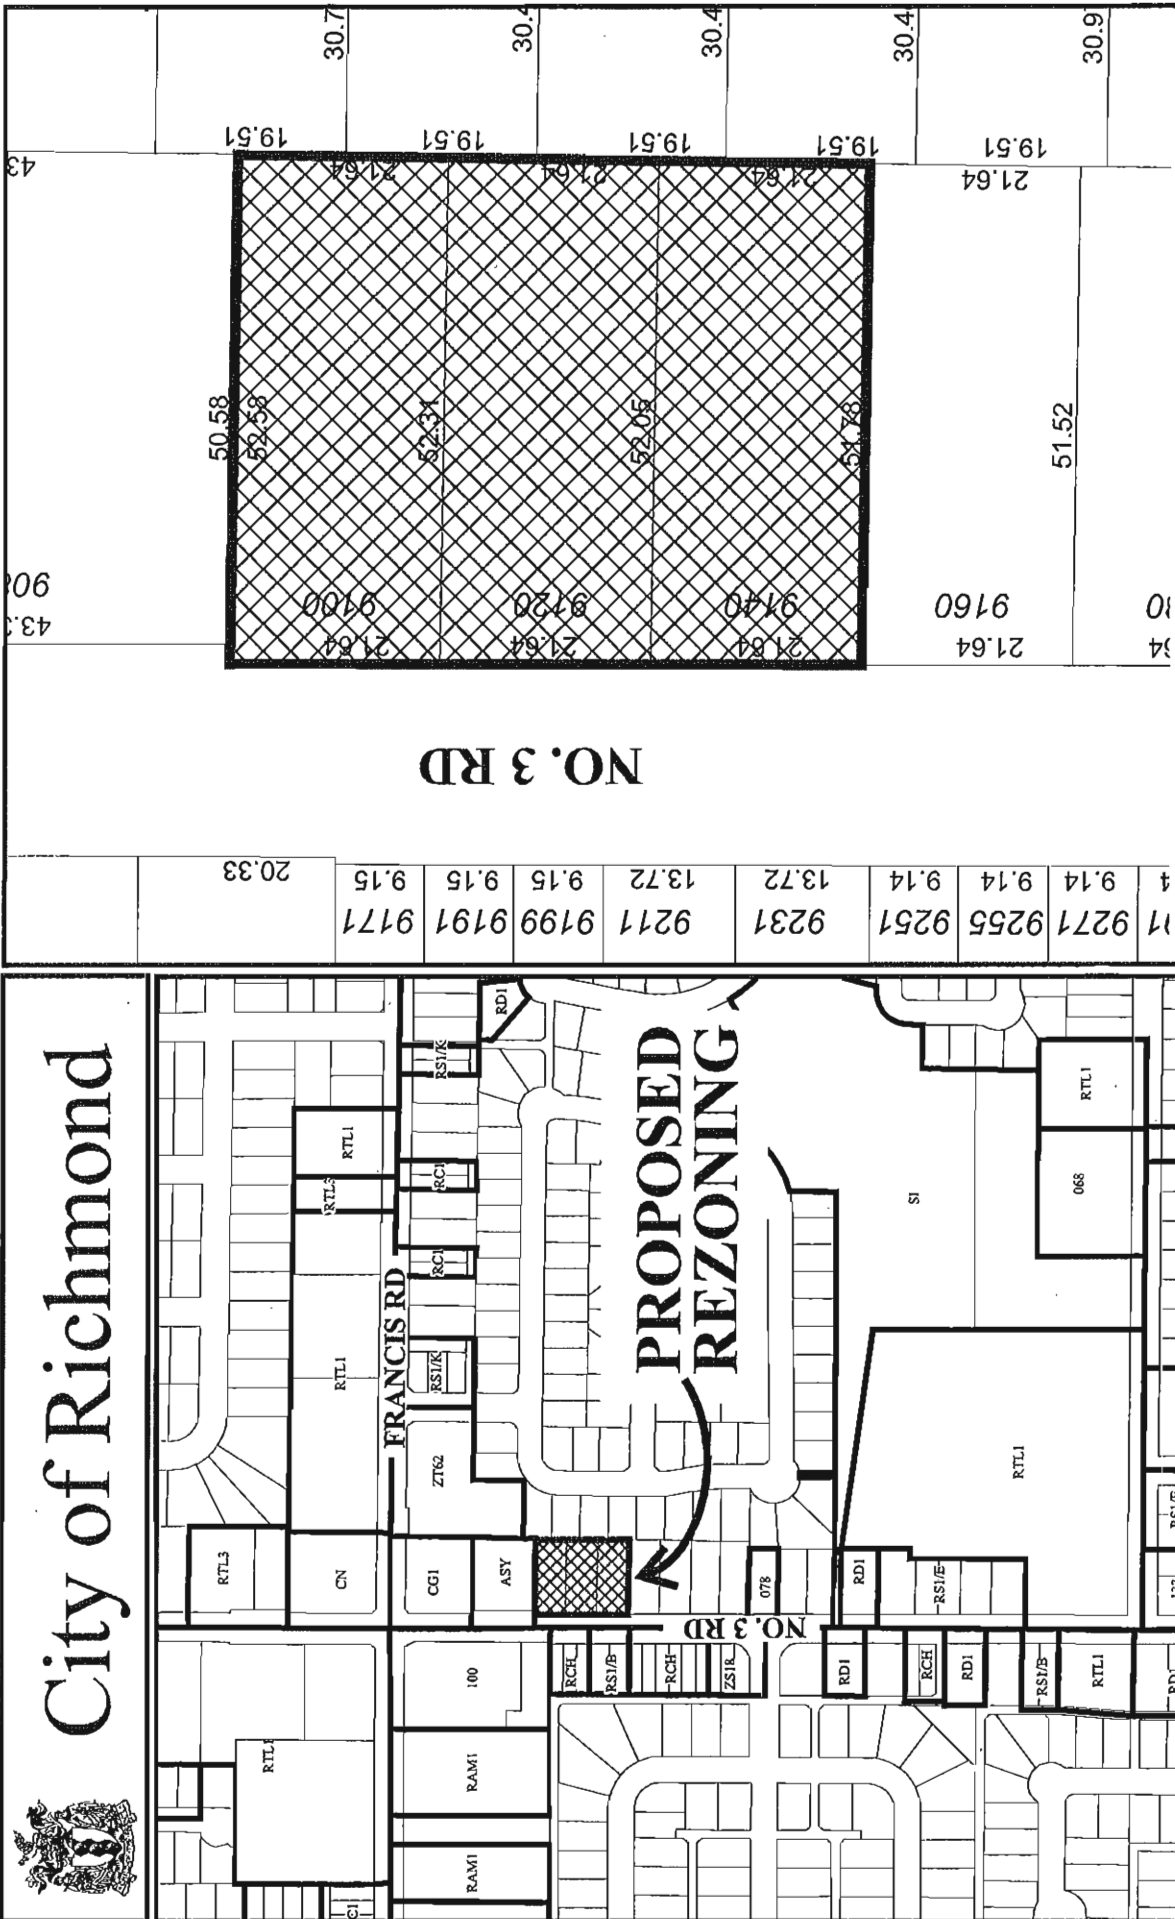 City of Richmond
RTL3
RTL1
RTL1
RTL3
RTL1
CN
FRANCIS RD
CG1
ZT62
RS1/K
RC1
RC1
RS1/K
RD1
ASY
100
RAM1
RAM1
RCH
RS1/B
RCH
ZS18
NO. 3 RD
PROPOSED
REZONING
078
RD1
RD1
RS1/E
RCH
RD1
RS1/B
RTL1
RTL1
SI
068
RTL1
30.7
30.4
30.4
30.4
30.9
43
19.51
19.51
19.51
19.51
19.51
21.64
21.64
21.64
21.64
50.58
52.58
52.31
52.05
51.78
51.52
43.3
9100
9120
9140
9160
21.64
21.64
21.64
21.64
NO. 3 RD
20.33
9.15
9.15
9.15
13.72
13.72
9.14
9.14
9.14
9171
9191
9199
9211
9231
9251
9255
9271